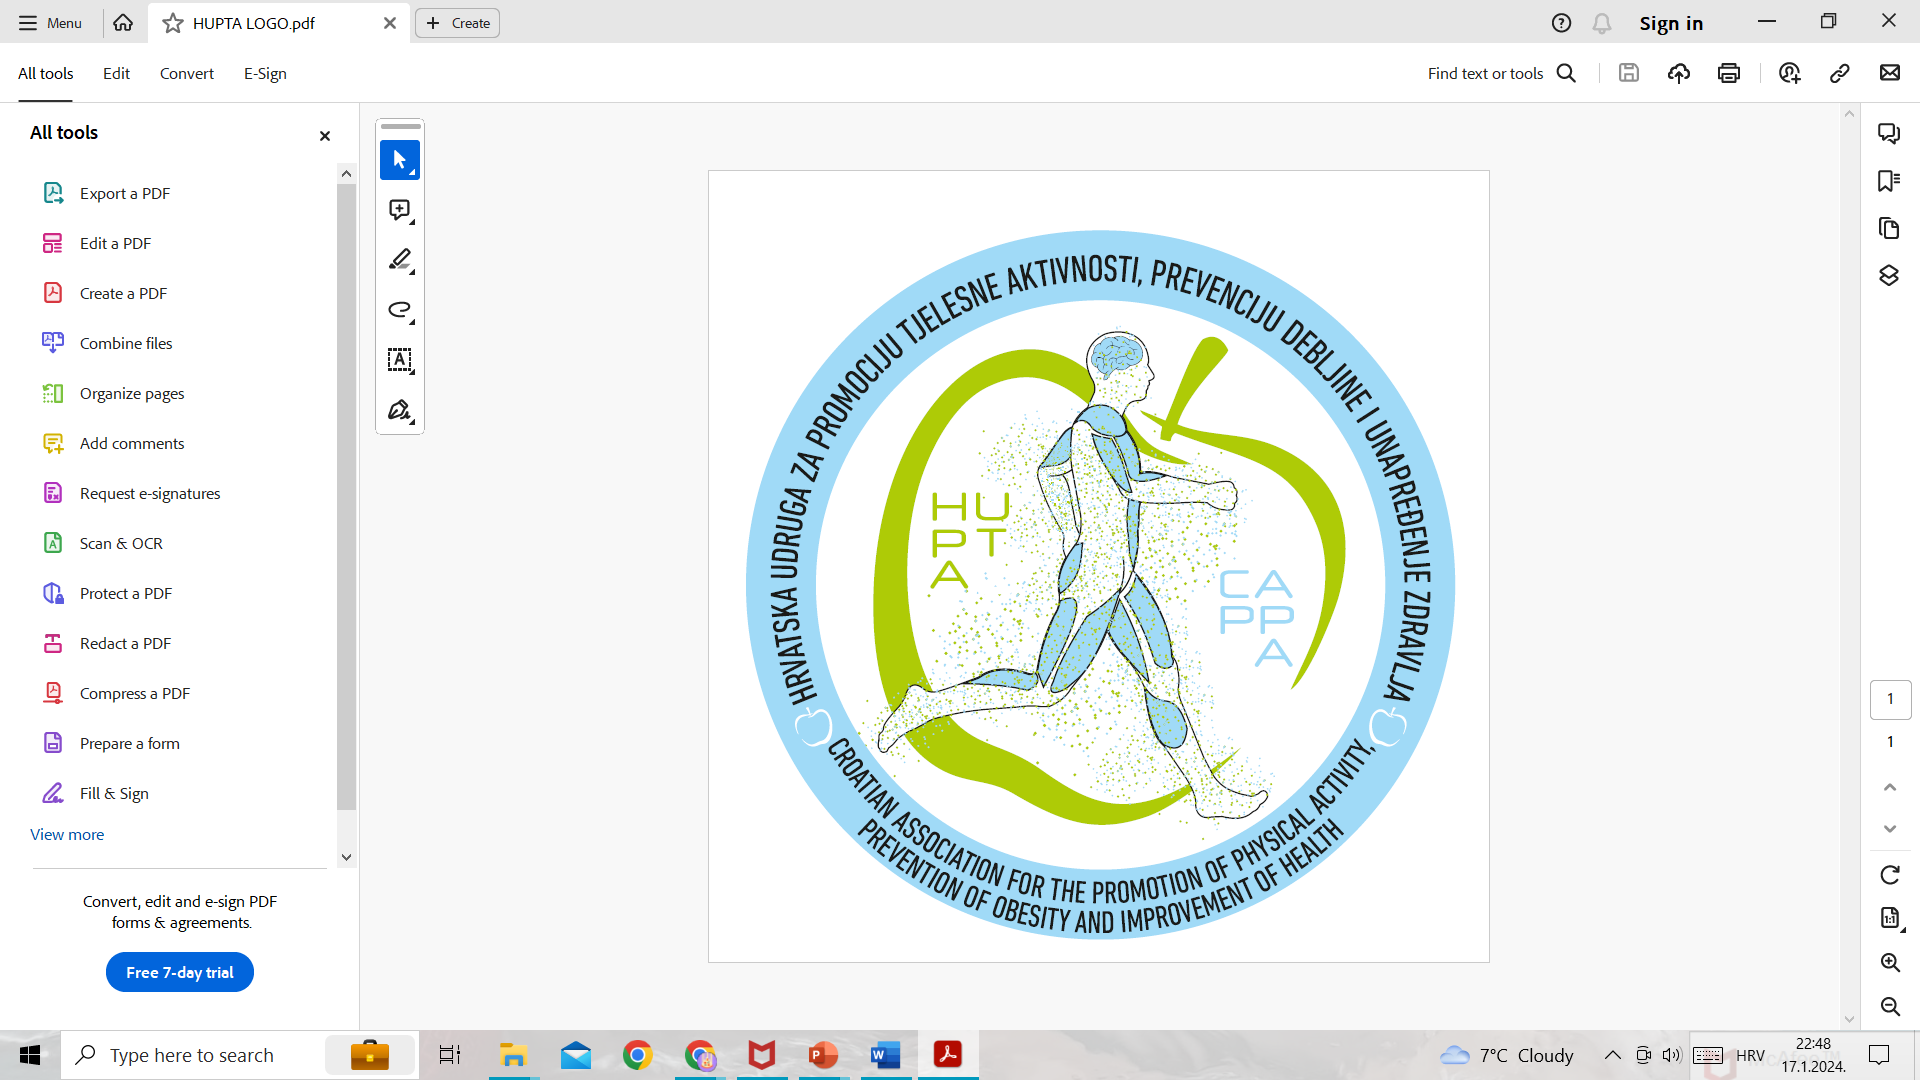 Menu
HUPTA LOGO.pdf
Create
Sign in
All tools
Edit
Convert
E-Sign
Find text or tools
All tools
Export a PDF
Edit a PDF
Create a PDF
Combine files
Organize pages
Add comments
Request e-signatures
Scan & OCR
Protect a PDF
Redact a PDF
Compress a PDF
Prepare a form
Fill & Sign
View more
Convert, edit and e-sign PDF
forms & agreements.
Free 7-day trial
HRVATSKA UDRUGA ZA PROMOCIJU TJELESNE AKTIVNOSTI, PREVENCIJU DEBLJINE I UNAPREĐENJE ZDRAVLJA
HU
PT
A
CA
PP
A
CROATIAN ASSOCIATION FOR THE PROMOTION OF PHYSICAL ACTIVITY,
PREVENTION OF OBESITY AND IMPROVEMENT OF HEALTH
1
1
1:1
Type here to search
7°C Cloudy
HRV
22:48
17.1.2024.
McAfee™